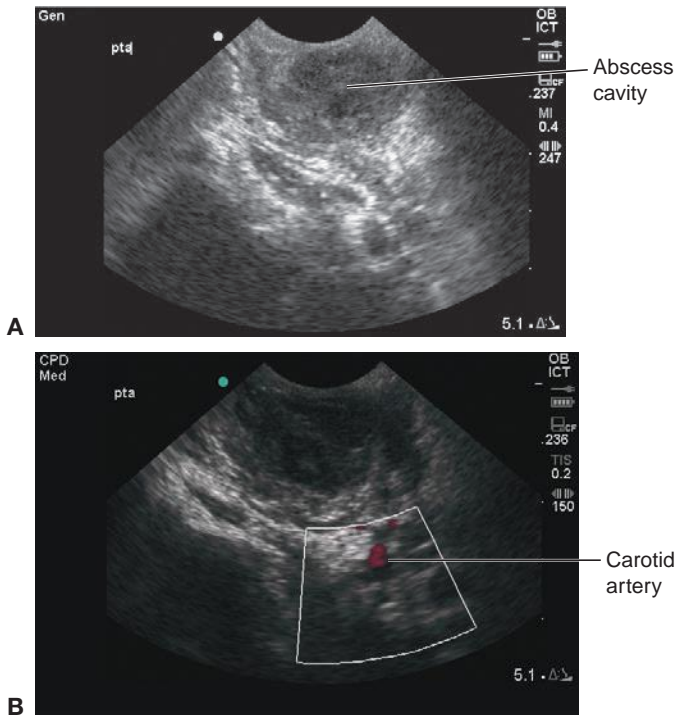 Gen
OB
ICT
pta
CF
.237
MI
0.4
247
5.1
Abscess
cavity
A
CPD
Med
OB
ICT
pta
CF
.236
TIS
0.2
150
5.1
Carotid
artery
B